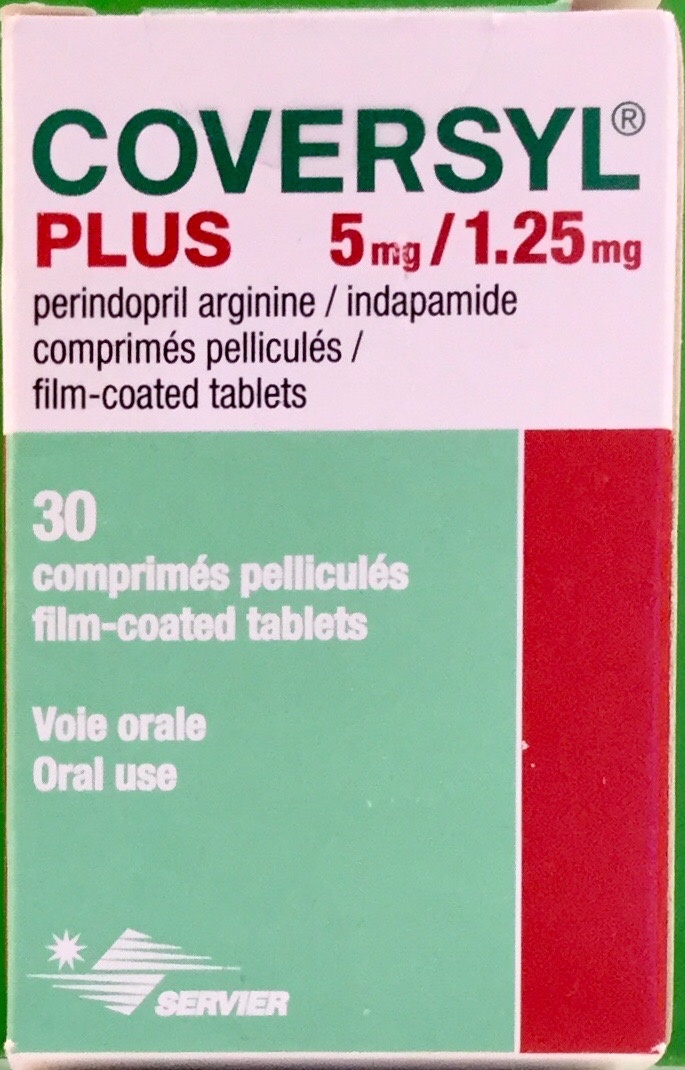 COVERSYL®
PLUS 5mg/1.25mg
perindopril arginine / indapamide
comprimés pelliculés /
film-coated tablets
30
comprimés pelliculés
film-coated tablets
Voie orale
Oral use
SERVIER